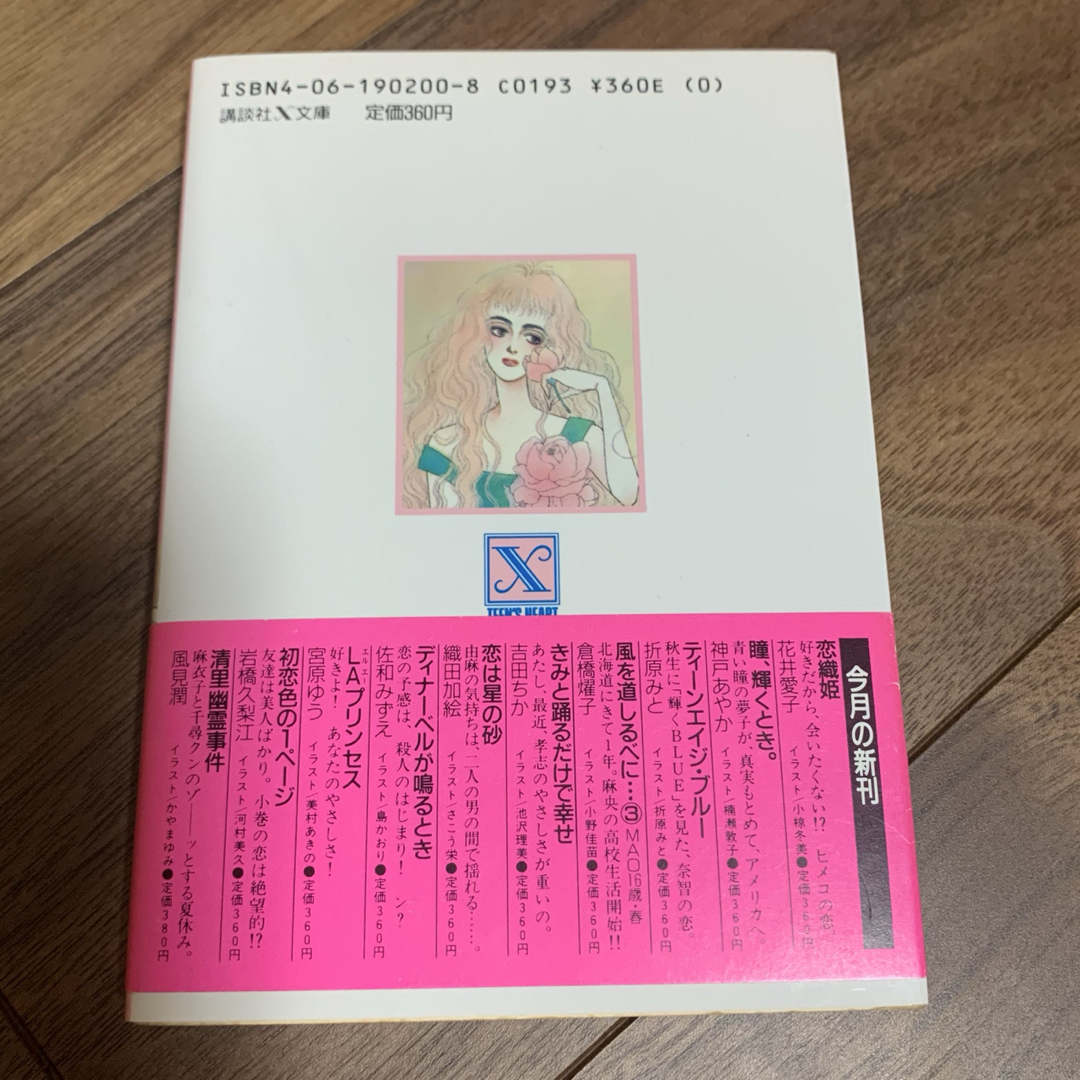 ISBN4-06-190200-8 C0193 ¥360E (0)
講談社X文庫 定価360円
X
TEEN'S HEART
今月の新刊
恋織姫
好きだから、会いたくない!? ヒメコの恋。
花井愛子 イラスト/小椋冬美●定価360円
瞳、輝くとき。
青い瞳の夢子が、真実もとめて、アメリカへ。
神戸あやか イラスト/楠瀬敦子●定価360円
ティーンエイジ・ブルー
秋生に「輝くBLUE」を見た、奈智の恋。
折原みと イラスト/折原みと●定価360円
風を道しるべに…③ MAO16歳・春
北海道にきて1年。麻央の高校生活開始!!
倉橋燿子 イラスト/小野佳苗●定価360円
きみと踊るだけで幸せ
あたし、最近、孝志のやさしさが重いの。
吉田ちか イラスト/池沢理美●定価360円
恋は星の砂
由麻の気持ちは、二人の男の間で揺れる……。
織田加絵 イラスト/さこう栄●定価360円
ディナーベルが鳴るとき
恋の予感は、殺人のはじまり! ン?
佐和みずえ イラスト/島かおり●定価360円
LAプリンセス
エルエー
好きよ! あなたのやさしさ!
宮原ゆう イラスト/美村あきの●定価360円
初恋色の1ページ
友達は美人ばかり。小巻の恋は絶望的!?
岩橋久梨江 イラスト/河村美久●定価360円
清里幽霊事件
麻衣子と千尋クンのゾ――ッとする夏休み。
風見潤 イラスト/かやまゆみ●定価380円